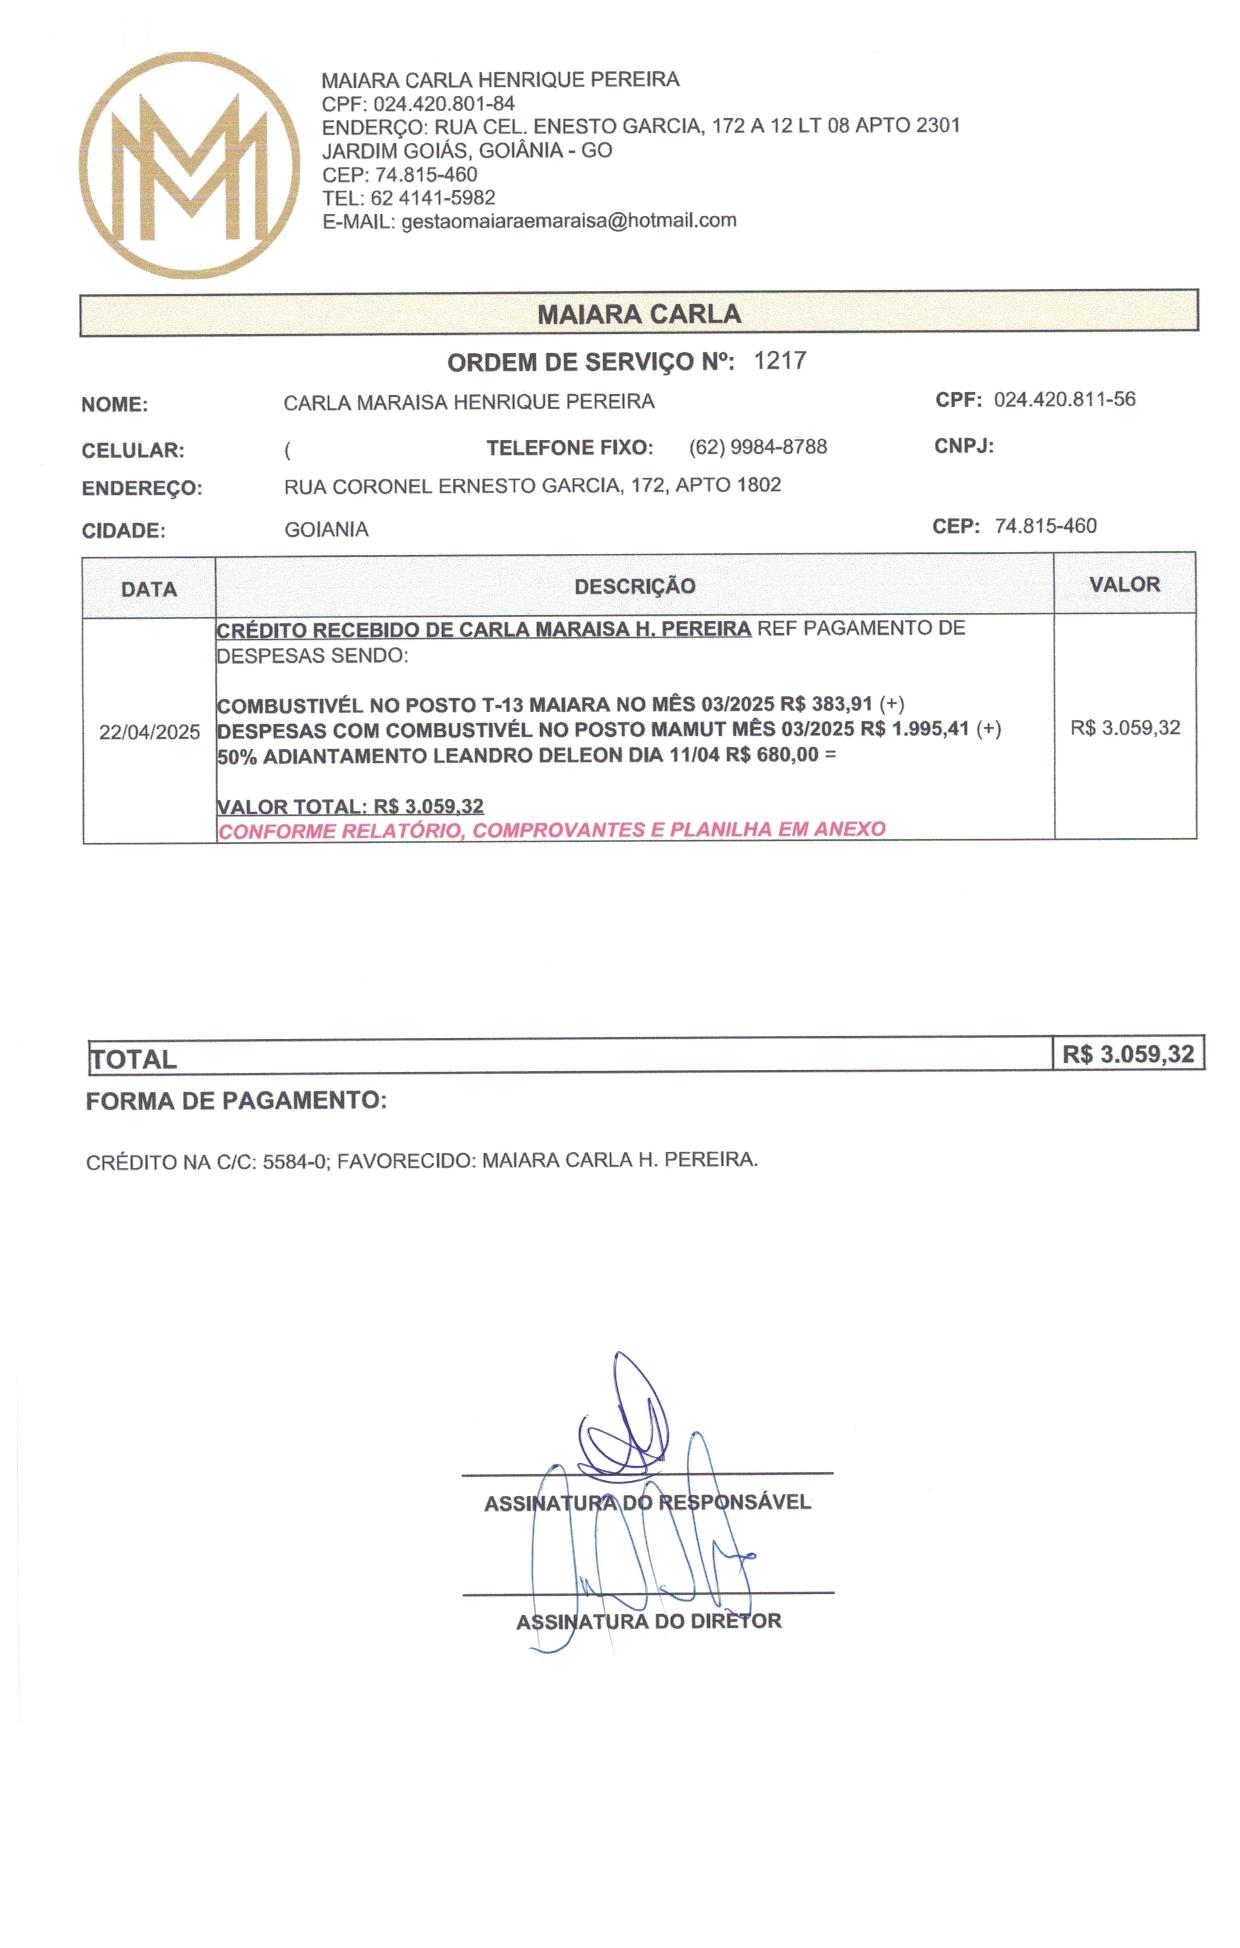 MAIARA CARLA HENRIQUE PEREIRA
CPF: 024.420.801-84
ENDERÇO: RUA CEL. ENESTO GARCIA, 172 A 12 LT 08 APTO 2301
JARDIM GOIÁS, GOIÂNIA - GO
CEP: 74.815-460
TEL: 62 4141-5982
E-MAIL: gestaomaiaraemaraisa@hotmail.com
MAIARA CARLA
ORDEM DE SERVIÇO Nº: 1217
NOME: CARLA MARAISA HENRIQUE PEREIRA CPF: 024.420.811-56
CELULAR: ( TELEFONE FIXO: (62) 9984-8788 CNPJ:
ENDEREÇO: RUA CORONEL ERNESTO GARCIA, 172, APTO 1802
CIDADE: GOIANIA CEP: 74.815-460
DATA DESCRIÇÃO VALOR
CRÉDITO RECEBIDO DE CARLA MARAISA H. PEREIRA REF PAGAMENTO DE
DESPESAS SENDO:
COMBUSTIVÉL NO POSTO T-13 MAIARA NO MÊS 03/2025 R$ 383,91 (+)
22/04/2025 DESPESAS COM COMBUSTIVÉL NO POSTO MAMUT MÊS 03/2025 R$ 1.995,41 (+) R$ 3.059,32
50% ADIANTAMENTO LEANDRO DELEON DIA 11/04 R$ 680,00 =
VALOR TOTAL: R$ 3.059,32
CONFORME RELATÓRIO, COMPROVANTES E PLANILHA EM ANEXO
TOTAL R$ 3.059,32
FORMA DE PAGAMENTO:
CRÉDITO NA C/C: 5584-0; FAVORECIDO: MAIARA CARLA H. PEREIRA.
ASSINATURA DO RESPONSÁVEL
ASSINATURA DO DIRETOR